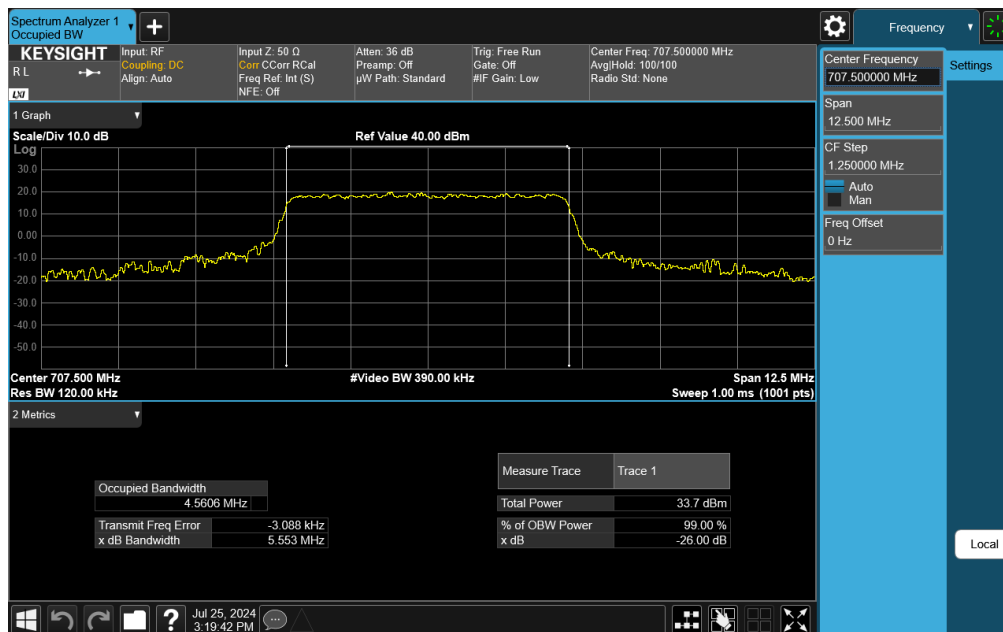 Spectrum Analyzer 1
Occupied BW
Frequency
KEYSIGHT
R L
LXI
Input: RF
Coupling: DC
Align: Auto
Input Z: 50 Ω
Corr CCorr RCal
Freq Ref: Int (S)
NFE: Off
Atten: 36 dB
Preamp: Off
µW Path: Standard
Trig: Free Run
Gate: Off
#IF Gain: Low
Center Freq: 707.500000 MHz
Avg|Hold: 100/100
Radio Std: None
Center Frequency
707.500000 MHz
Settings
Span
12.500 MHz
CF Step
1.250000 MHz
Auto
Man
Freq Offset
0 Hz
1 Graph
Scale/Div 10.0 dB
Ref Value 40.00 dBm
Log
30.0
20.0
10.0
0.00
-10.0
-20.0
-30.0
-40.0
-50.0
Center 707.500 MHz
#Video BW 390.00 kHz
Span 12.5 MHz
Res BW 120.00 kHz
Sweep 1.00 ms (1001 pts)
2 Metrics
Occupied Bandwidth
4.5606 MHz
Transmit Freq Error -3.088 kHz
x dB Bandwidth 5.553 MHz
Measure Trace Trace 1
Total Power 33.7 dBm
% of OBW Power 99.00 %
x dB -26.00 dB
Local
Jul 25, 2024
3:19:42 PM